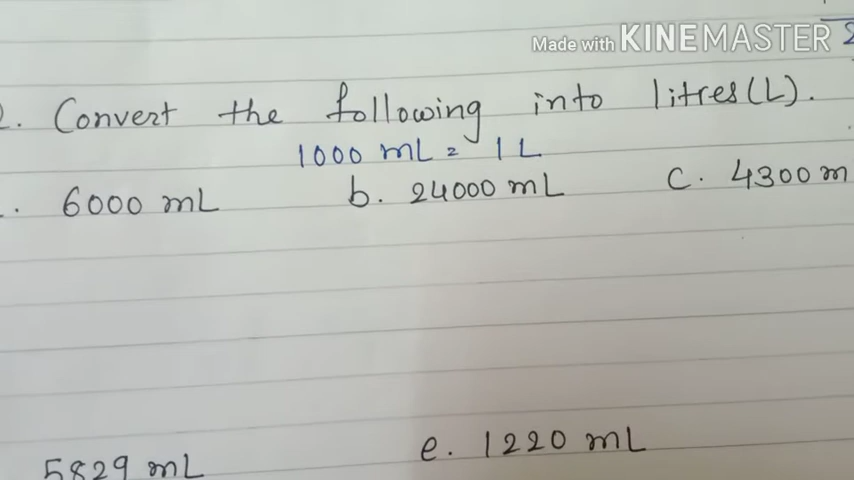 Made with KINEMASTER
2. Convert the following into litres(L).
1000 mL = 1 L
. 6000 mL b. 24000 mL C. 4300 m
5829 mL e. 1220 mL